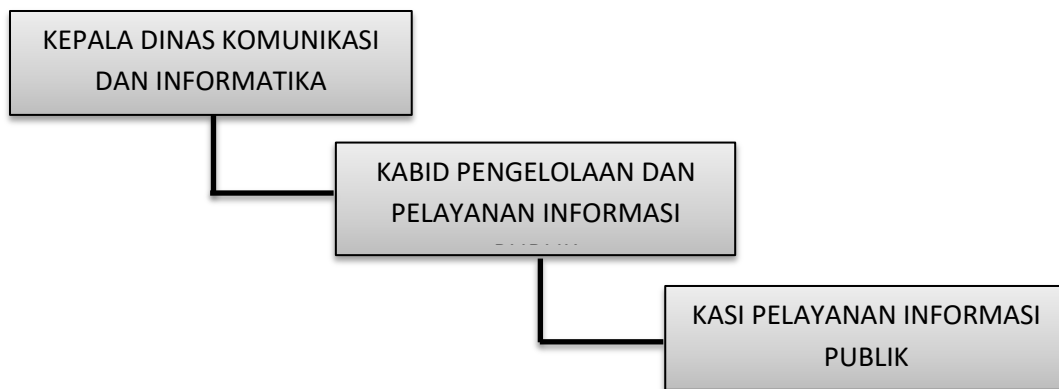 KEPALA DINAS KOMUNIKASI
DAN INFORMATIKA
KABID PENGELOLAAN DAN
PELAYANAN INFORMASI
KASI PELAYANAN INFORMASI
PUBLIK